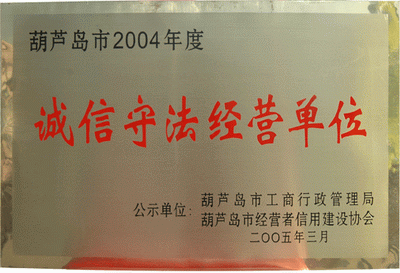 葫芦岛市2004年度
诚信守法经营单位
公示单位:葫芦岛市工商行政管理局
葫芦岛市经营者信用建设协会
二〇〇五年三月